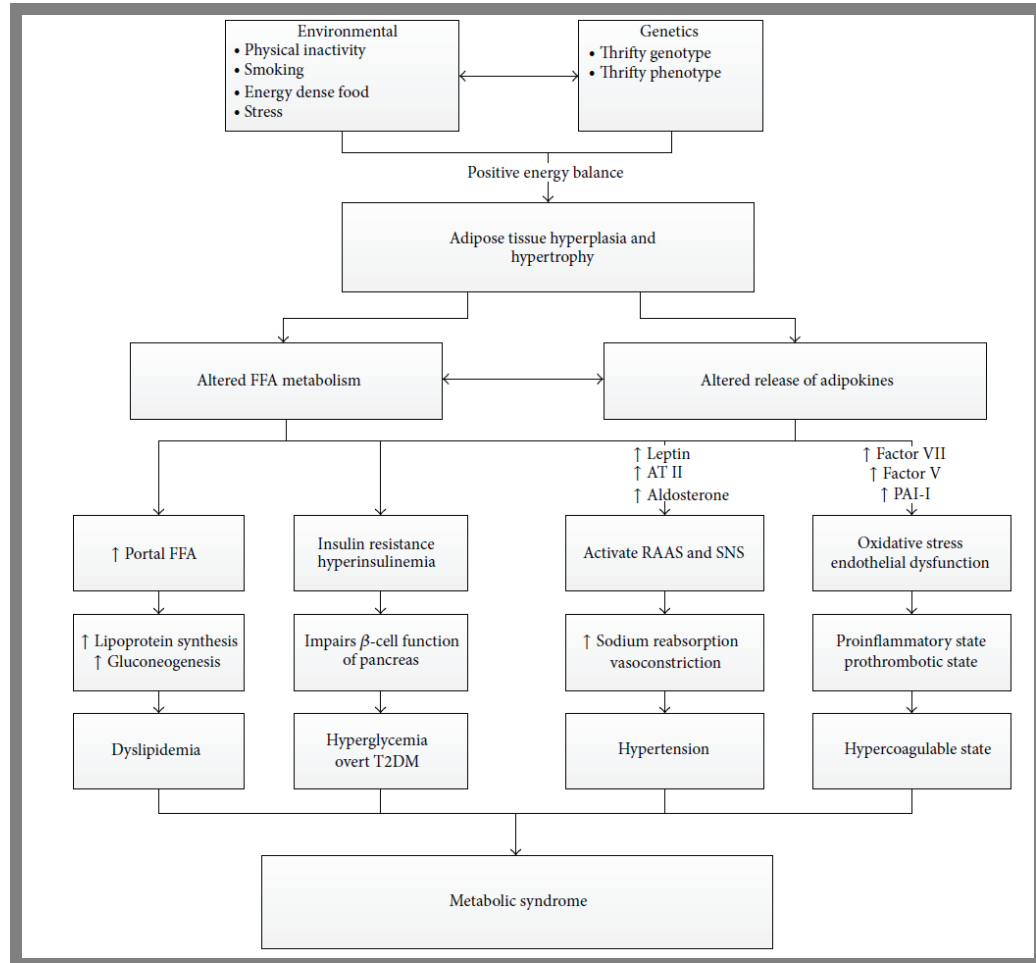 Environmental
• Physical inactivity
• Smoking
• Energy dense food
• Stress
Genetics
• Thrifty genotype
• Thrifty phenotype
Positive energy balance
Adipose tissue hyperplasia and
hypertrophy
Altered FFA metabolism
Altered release of adipokines
↑ Leptin
↑ AT II
↑ Aldosterone
↑ Factor VII
↑ Factor V
↑ PAI-I
↑ Portal FFA
Insulin resistance
hyperinsulinemia
Activate RAAS and SNS
Oxidative stress
endothelial dysfunction
↑ Lipoprotein synthesis
↑ Gluconeogenesis
Impairs β-cell function
of pancreas
↑ Sodium reabsorption
vasoconstriction
Proinflammatory state
prothrombotic state
Dyslipidemia
Hyperglycemia
overt T2DM
Hypertension
Hypercoagulable state
Metabolic syndrome